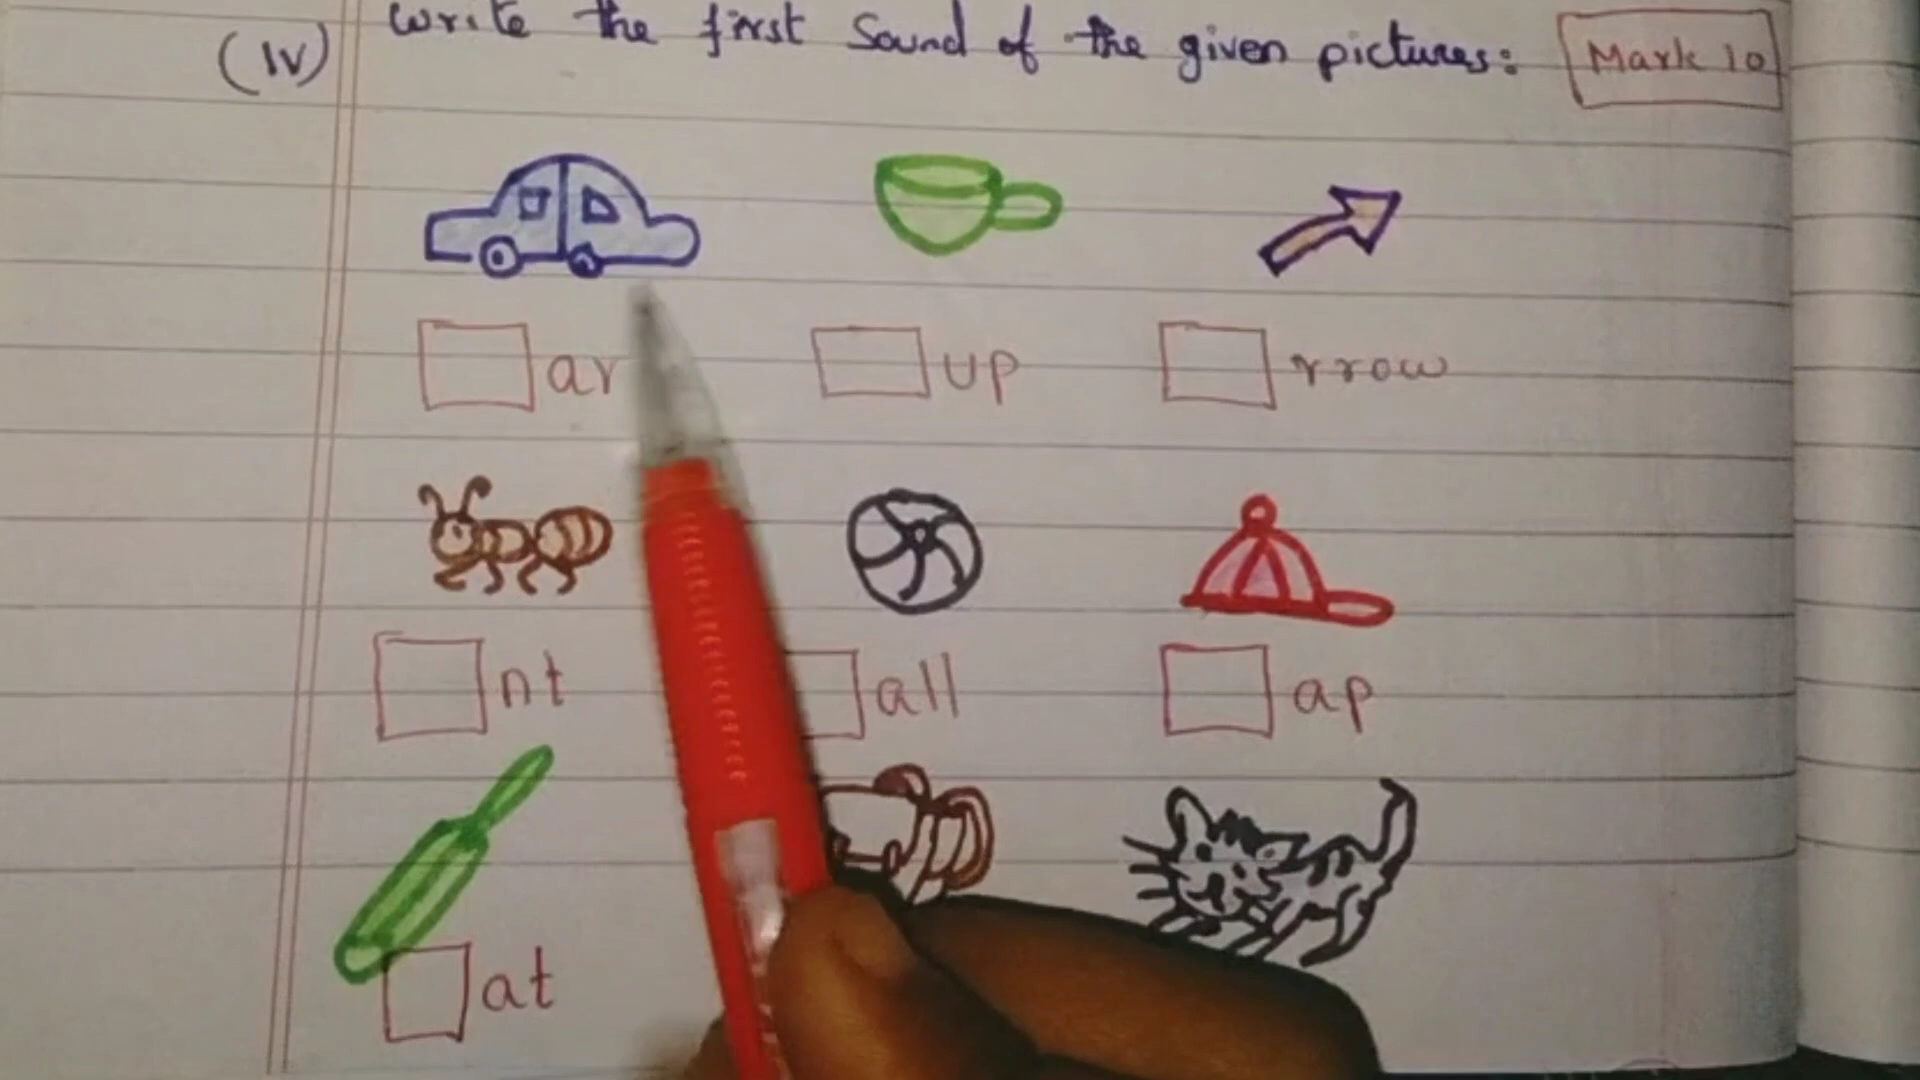 (IV) Write the first Sound of the given pictures: Mark 10
ar up rrow
nt all ap
at